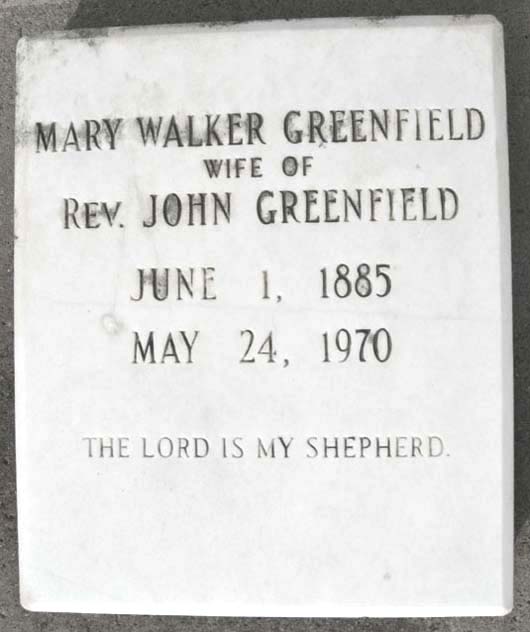 MARY WALKER GREENFIELD
WIFE OF
REV. JOHN GREENFIELD
JUNE 1, 1885
MAY 24, 1970
THE LORD IS MY SHEPHERD.